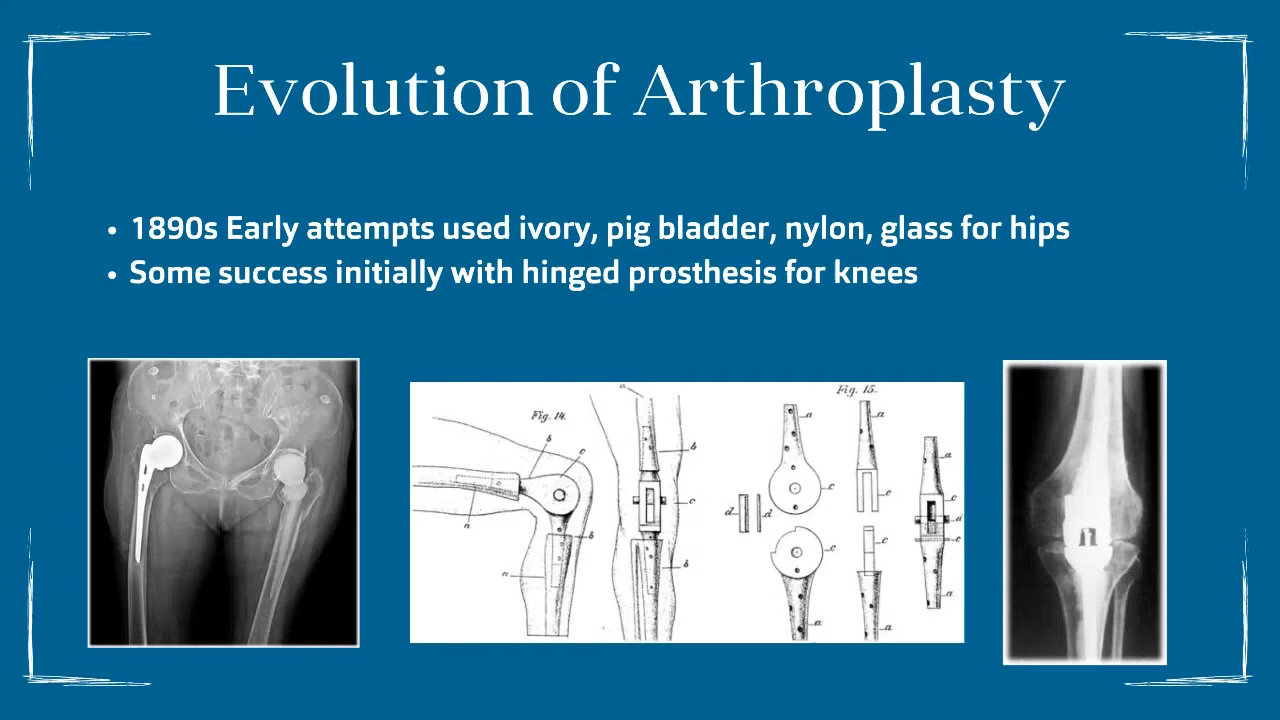 Evolution of Arthroplasty
• 1890s Early attempts used ivory, pig bladder, nylon, glass for hips
• Some success initially with hinged prosthesis for knees
Fig. 14.
Fig. 15.
a
b
c
a
b
a
b
c
b
a
c
d
d
c
a
a
c
c
a
a
c
d
c
a